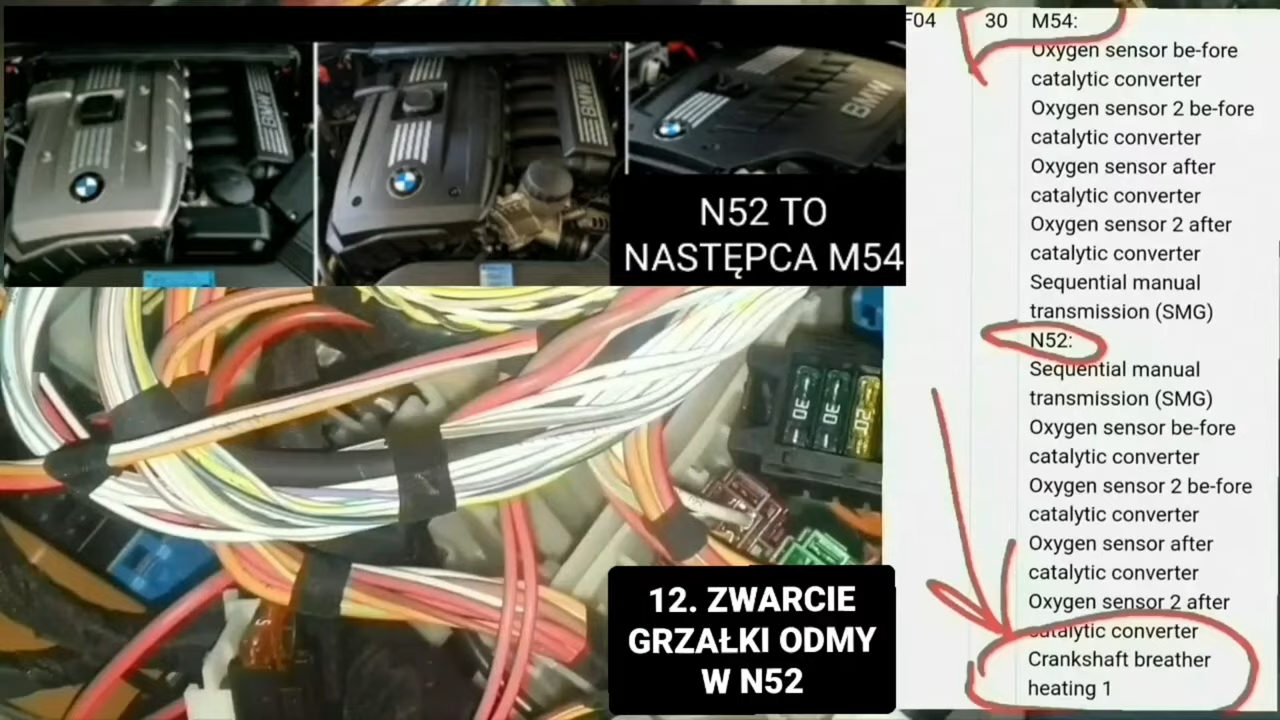 BMW
BMW
BMW
N52 TO
NASTĘPCA M54
12. ZWARCIE
GRZAŁKI ODMY
W N52
30
30
20
F04 30 M54:
Oxygen sensor be-fore
catalytic converter
Oxygen sensor 2 be-fore
catalytic converter
Oxygen sensor after
catalytic converter
Oxygen sensor 2 after
catalytic converter
Sequential manual
transmission (SMG)
N52:
Sequential manual
transmission (SMG)
Oxygen sensor be-fore
catalytic converter
Oxygen sensor 2 be-fore
catalytic converter
Oxygen sensor after
catalytic converter
Oxygen sensor 2 after
catalytic converter
Crankshaft breather
heating 1